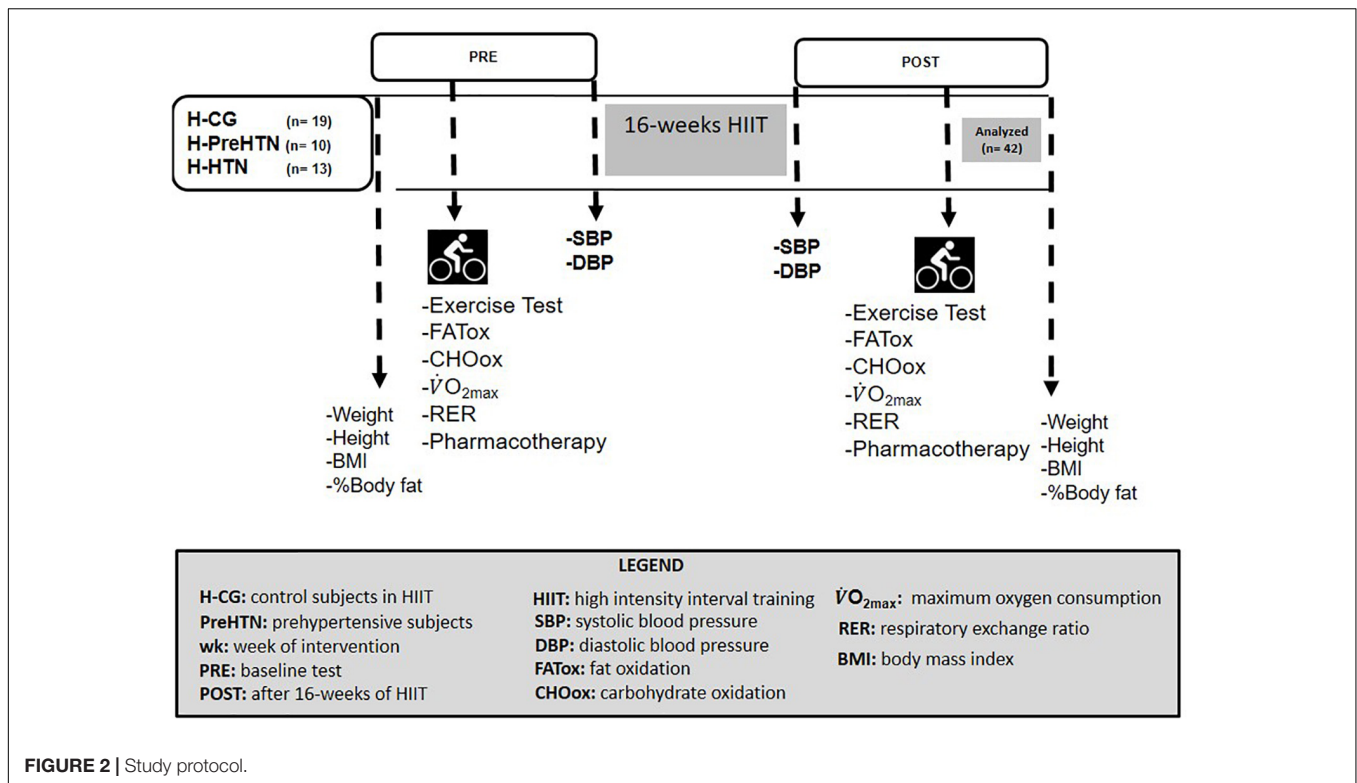 PRE
POST
H-CG (n= 19)
H-PreHTN (n= 10)
H-HTN (n= 13)
16-weeks HIIT
Analyzed
(n= 42)
-SBP
-DBP
-SBP
-DBP
-Exercise Test
-FATox
-CHOox
-V̇O2max
-RER
-Pharmacotherapy
-Exercise Test
-FATox
-CHOox
-V̇O2max
-RER
-Pharmacotherapy
-Weight
-Height
-BMI
-%Body fat
-Weight
-Height
-BMI
-%Body fat
LEGEND
H-CG: control subjects in HIIT
PreHTN: prehypertensive subjects
wk: week of intervention
PRE: baseline test
POST: after 16-weeks of HIIT
HIIT: high intensity interval training
SBP: systolic blood pressure
DBP: diastolic blood pressure
FATox: fat oxidation
CHOox: carbohydrate oxidation
V̇O2max: maximum oxygen consumption
RER: respiratory exchange ratio
BMI: body mass index
FIGURE 2 | Study protocol.